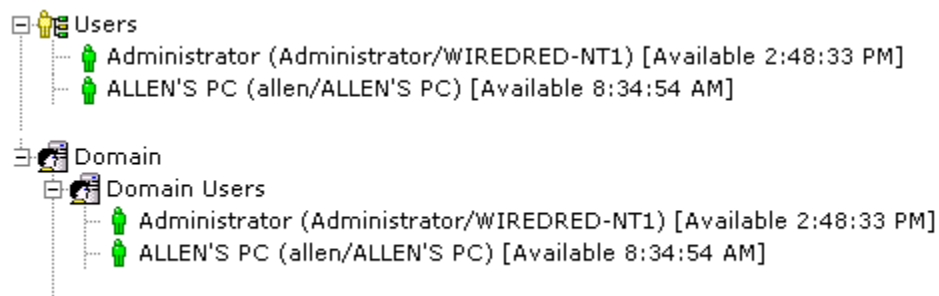 Users
Administrator (Administrator/WIREDRED-NT1) [Available 2:48:33 PM]
ALLEN'S PC (allen/ALLEN'S PC) [Available 8:34:54 AM]
Domain
Domain Users
Administrator (Administrator/WIREDRED-NT1) [Available 2:48:33 PM]
ALLEN'S PC (allen/ALLEN'S PC) [Available 8:34:54 AM]